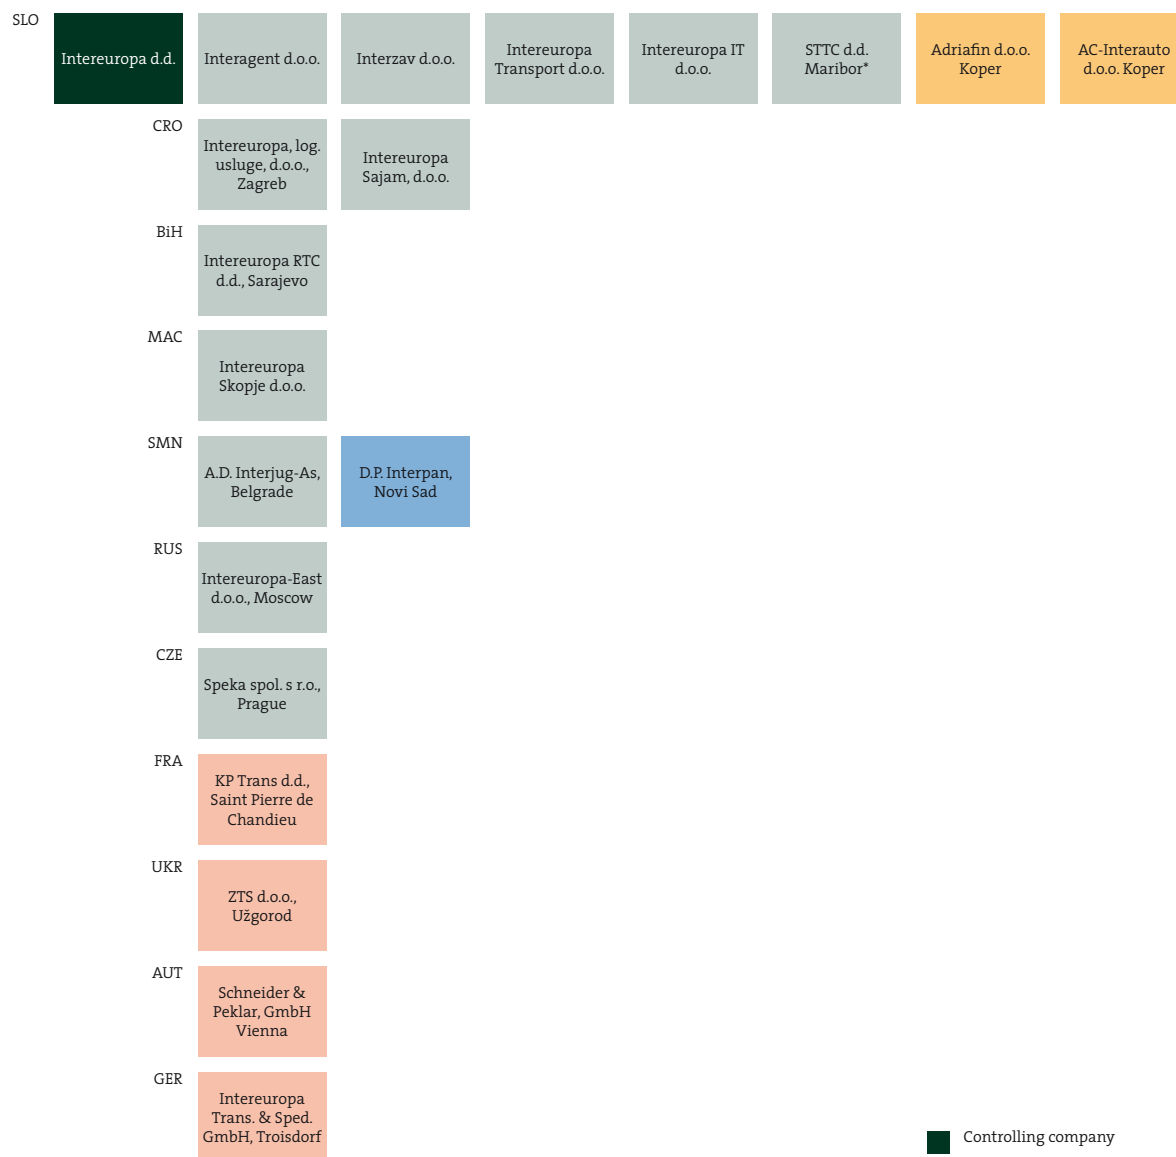 SLO
Intereuropa d.d.
Interagent d.o.o.
Interzav d.o.o.
Intereuropa
Transport d.o.o.
Intereuropa IT
d.o.o.
STTC d.d.
Maribor*
Adriafin d.o.o.
Koper
AC-Interauto
d.o.o. Koper
CRO
Intereuropa, log.
usluge, d.o.o.,
Zagreb
Intereuropa
Sajam, d.o.o.
BiH
Intereuropa RTC
d.d., Sarajevo
MAC
Intereuropa
Skopje d.o.o.
SMN
A.D. Interjug-As,
Belgrade
D.P. Interpan,
Novi Sad
RUS
Intereuropa-East
d.o.o., Moscow
CZE
Speka spol. s r.o.,
Prague
FRA
KP Trans d.d.,
Saint Pierre de
Chandieu
UKR
ZTS d.o.o.,
Užgorod
AUT
Schneider &
Peklar, GmbH
Vienna
GER
Intereuropa
Trans. & Sped.
GmbH, Troisdorf
Controlling company